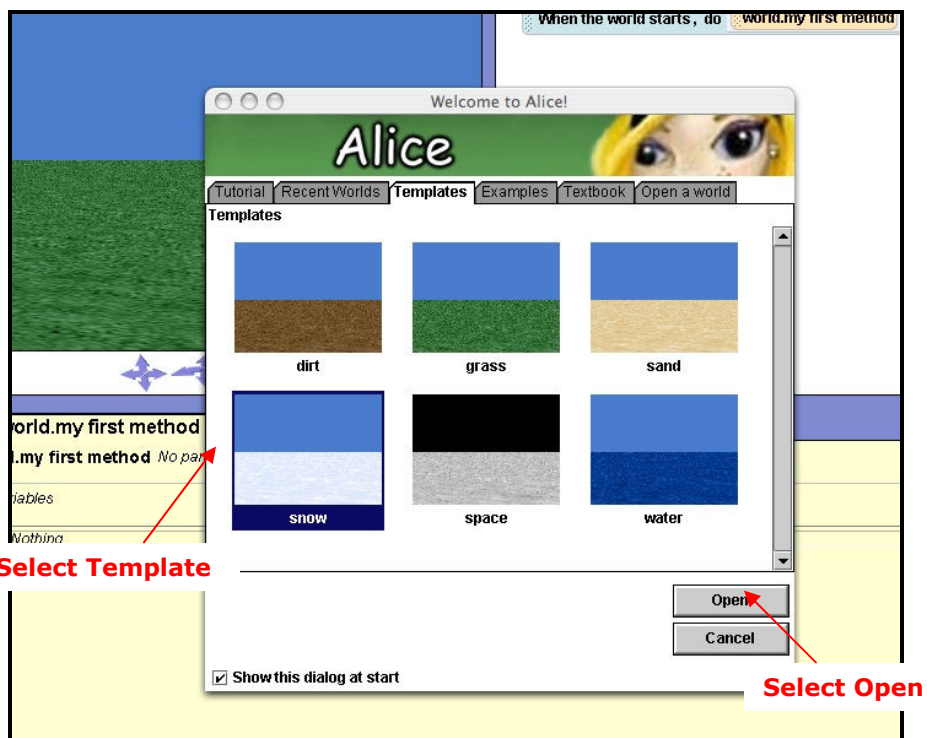 When the world starts, do world.my first method
Welcome to Alice!
Alice
Tutorial Recent Worlds Templates Examples Textbook Open a world
Templates
dirt grass sand
world.my first method
.my first method No par
snow space water
iables
Nothing
Select Template
Open
Cancel
Show this dialog at start
Select Open